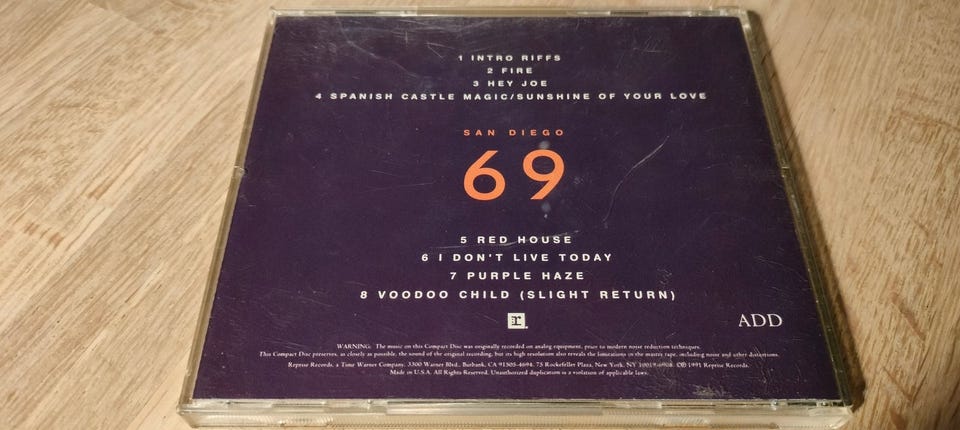 1 INTRO RIFFS
2 FIRE
3 HEY JOE
4 SPANISH CASTLE MAGIC/SUNSHINE OF YOUR LOVE
SAN DIEGO
69
5 RED HOUSE
6 I DON'T LIVE TODAY
7 PURPLE HAZE
8 VOODOO CHILD (SLIGHT RETURN)
r
ADD
WARNING: The music on this Compact Disc was originally recorded on analog equipment, prior to modern noise reduction techniques.
This Compact Disc preserves, as closely as possible, the sound of the original recording, but its high resolution also reveals the limitations in the master tape, including noise and other distortions.
Reprise Records, a Time Warner Company, 3300 Warner Blvd., Burbank, CA 91505-4694. 75 Rockefeller Plaza, New York, NY 10019-6908. ℗© 1991 Reprise Records.
Made in U.S.A. All Rights Reserved. Unauthorized duplication is a violation of applicable laws.